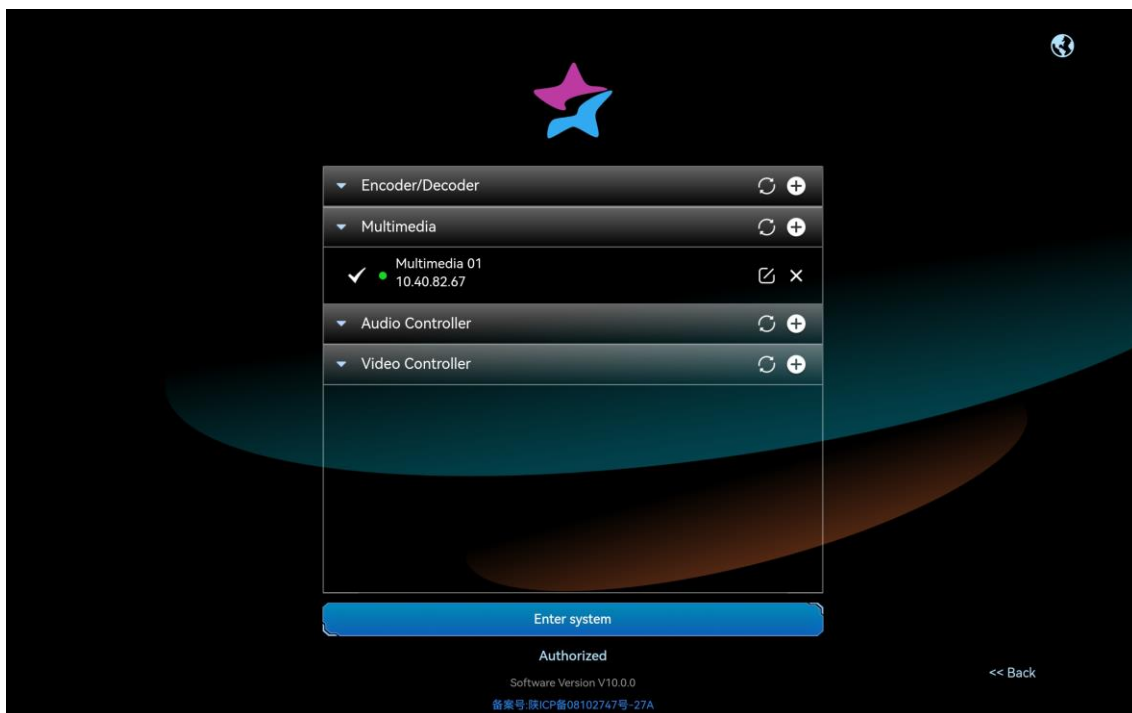 Encoder/Decoder
Multimedia
Multimedia 01
10.40.82.67
Audio Controller
Video Controller
Enter system
Authorized
<< Back
Software Version V10.0.0
备案号:陕ICP备08102747号-27A